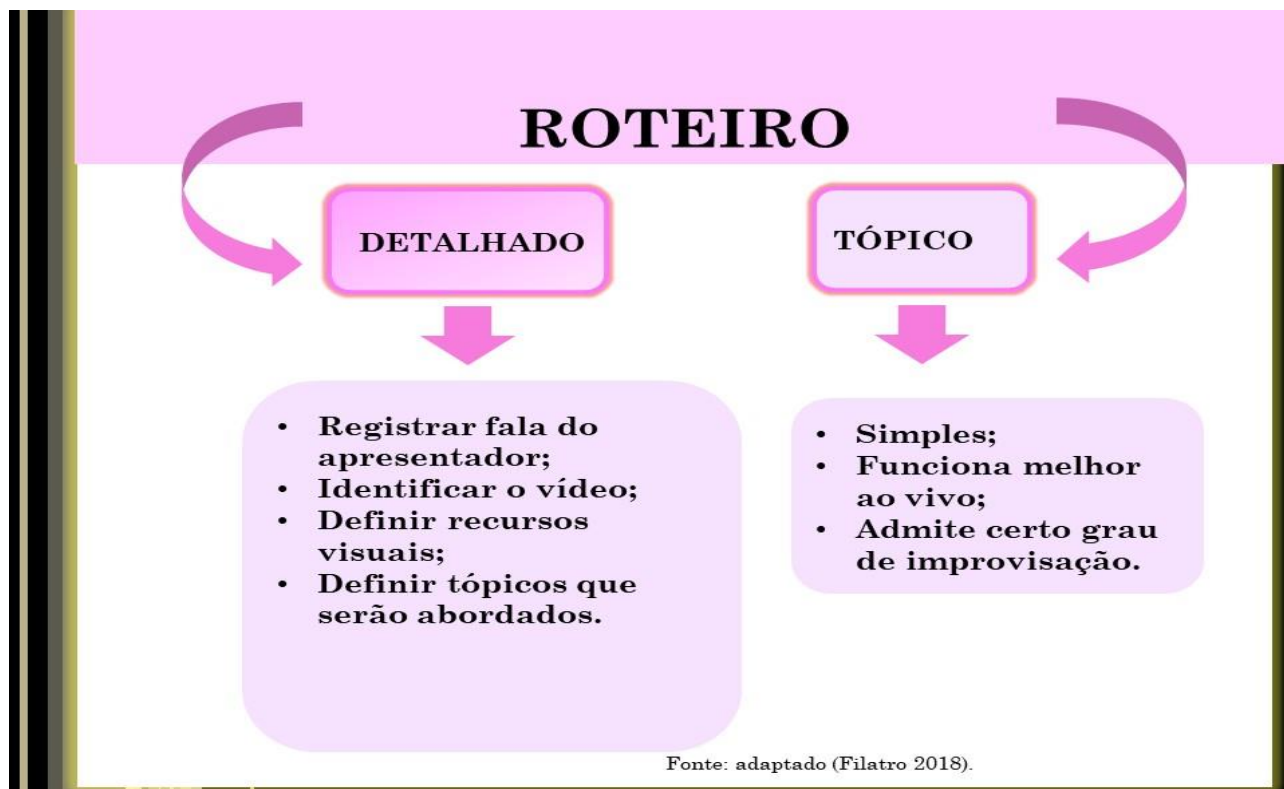 ROTEIRO
DETALHADO
• Registrar fala do
apresentador;
• Identificar o vídeo;
• Definir recursos
visuais;
• Definir tópicos que
serão abordados.
TÓPICO
• Simples;
• Funciona melhor
ao vivo;
• Admite certo grau
de improvisação.
Fonte: adaptado (Filatro 2018).